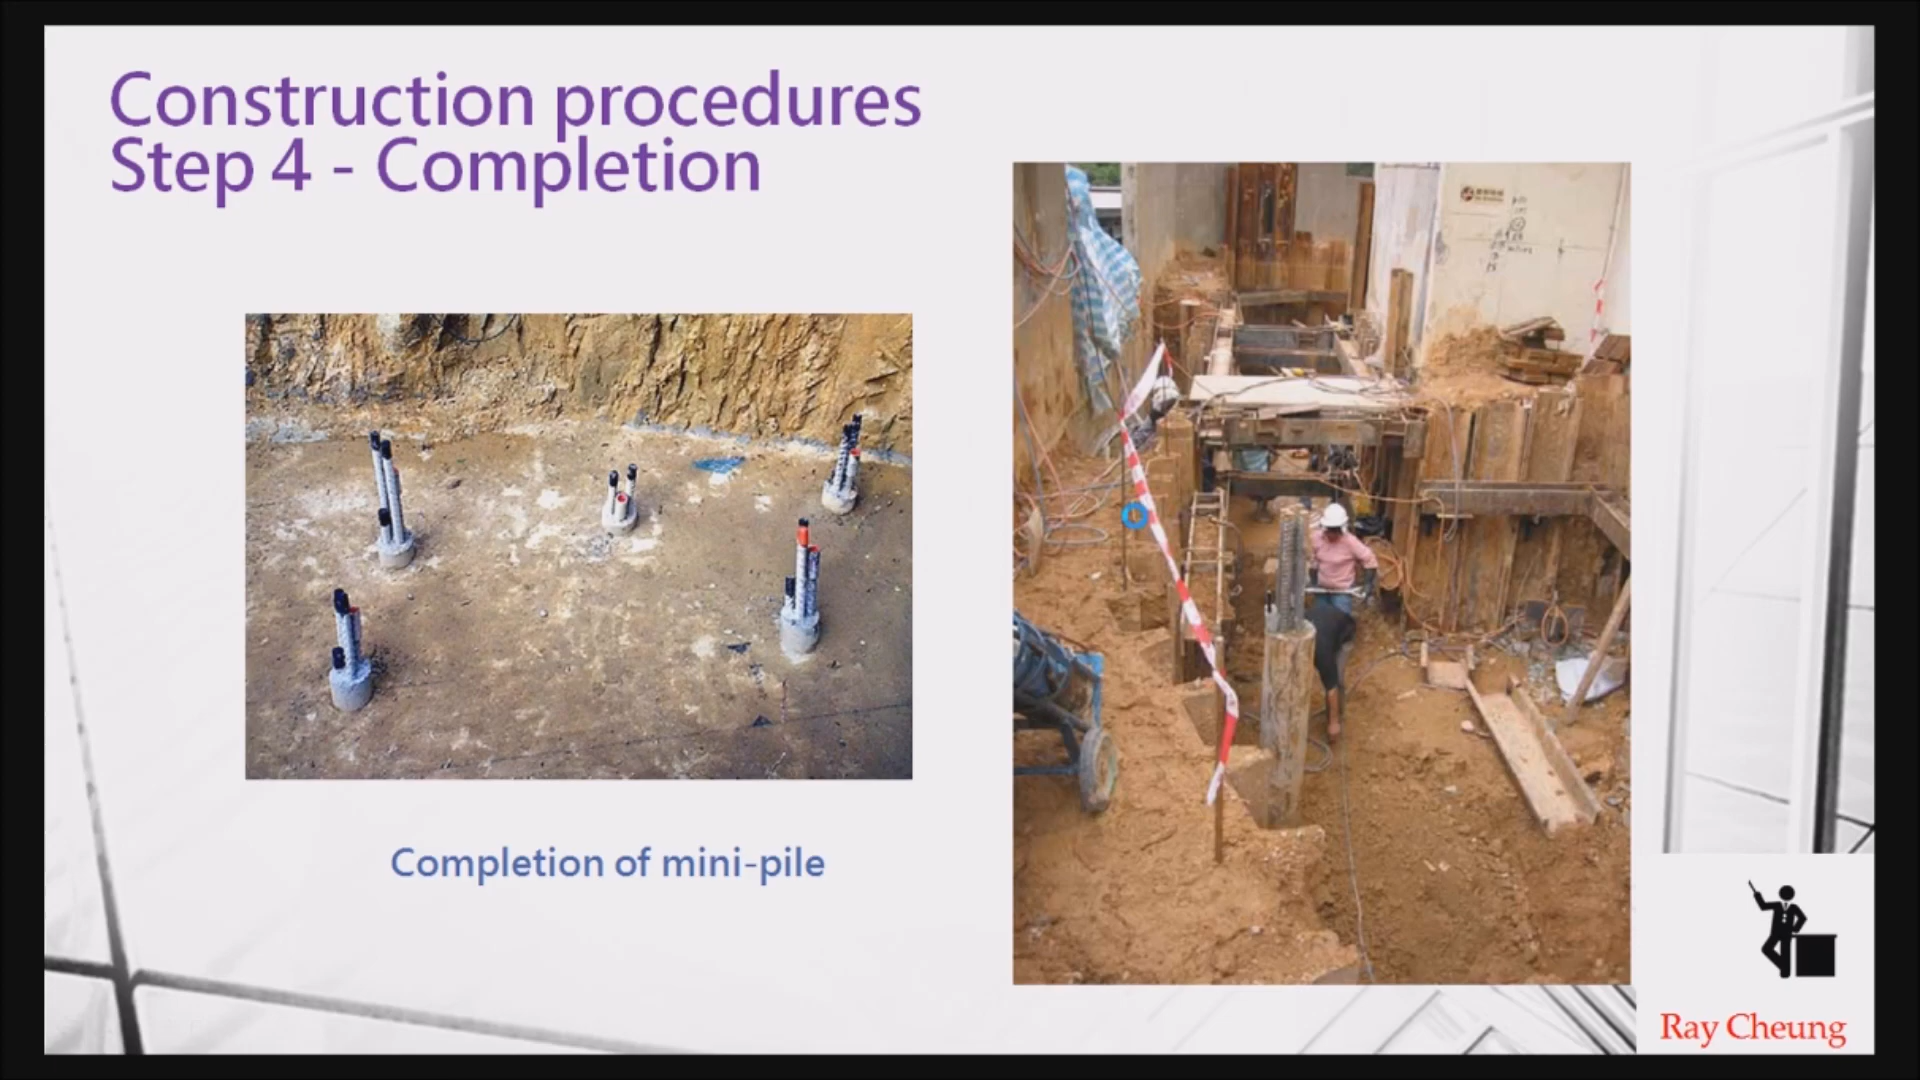 Construction procedures
Step 4 - Completion
Completion of mini-pile
Ray Cheung